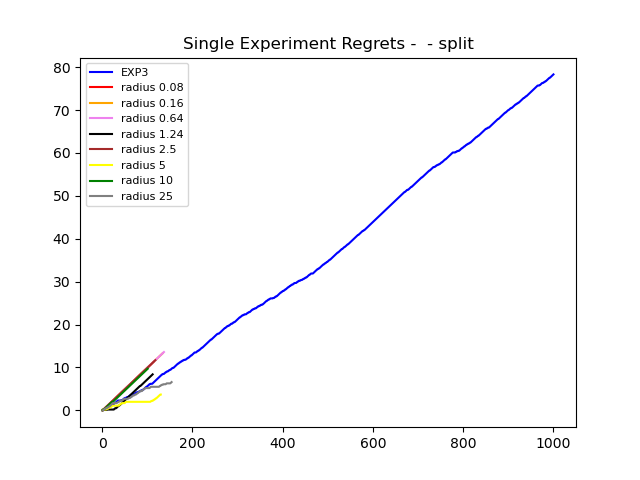 Single Experiment Regrets -  - split
EXP3
radius 0.08
radius 0.16
radius 0.64
radius 1.24
radius 2.5
radius 5
radius 10
radius 25
80
70
60
50
40
30
20
10
0
0 200 400 600 800 1000